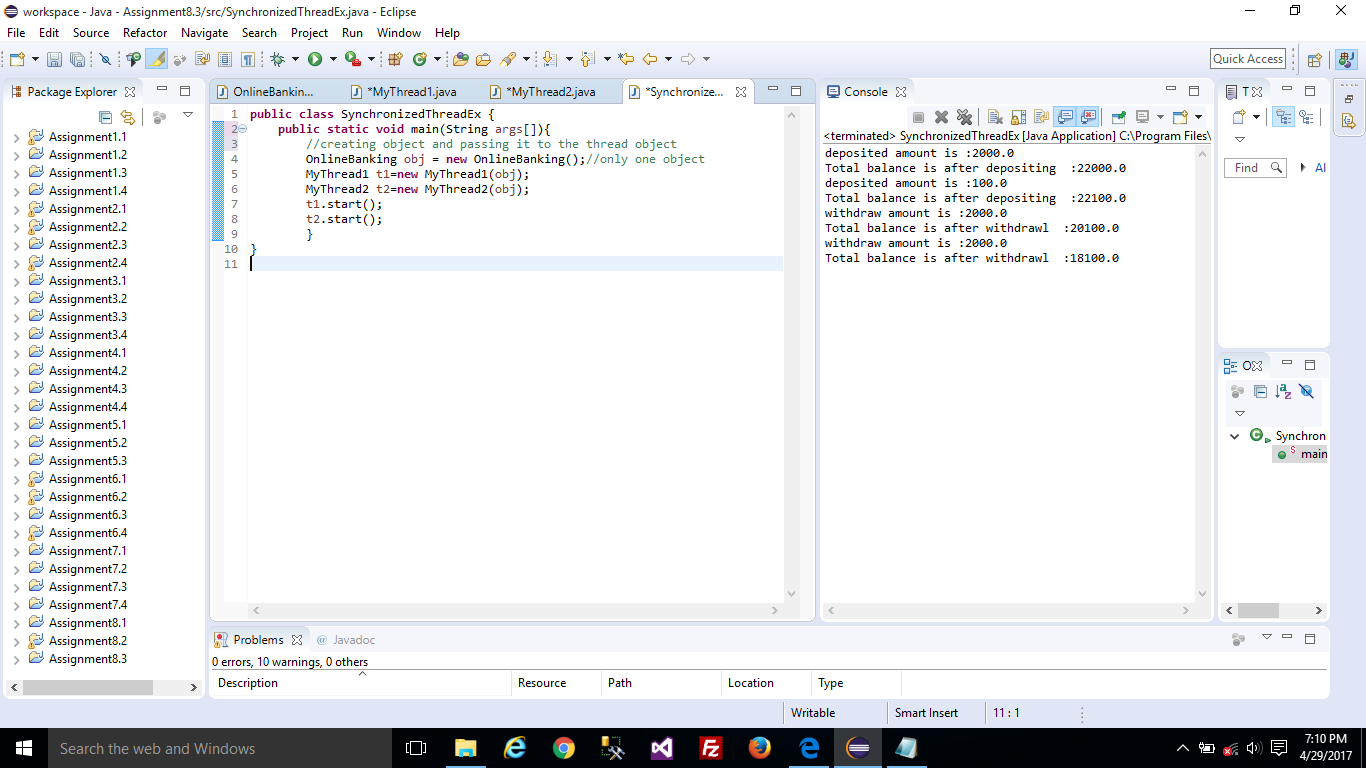 workspace - Java - Assignment8.3/src/SynchronizedThreadEx.java - Eclipse
File Edit Source Refactor Navigate Search Project Run Window Help
Quick Access
Package Explorer
Assignment1.1
Assignment1.2
Assignment1.3
Assignment1.4
Assignment2.1
Assignment2.2
Assignment2.3
Assignment2.4
Assignment3.1
Assignment3.2
Assignment3.3
Assignment3.4
Assignment4.1
Assignment4.2
Assignment4.3
Assignment4.4
Assignment5.1
Assignment5.2
Assignment5.3
Assignment6.1
Assignment6.2
Assignment6.3
Assignment6.4
Assignment7.1
Assignment7.2
Assignment7.3
Assignment7.4
Assignment8.1
Assignment8.2
Assignment8.3
OnlineBankin... *MyThread1.java *MyThread2.java *Synchronize...
1 public class SynchronizedThreadEx {
2 public static void main(String args[]){
3 //creating object and passing it to the thread object
4 OnlineBanking obj = new OnlineBanking();//only one object
5 MyThread1 t1=new MyThread1(obj);
6 MyThread2 t2=new MyThread2(obj);
7 t1.start();
8 t2.start();
9 }
10 }
11
Console
<terminated> SynchronizedThreadEx [Java Application] C:\Program Files\
deposited amount is :2000.0
Total balance is after depositing  :22000.0
deposited amount is :100.0
Total balance is after depositing  :22100.0
withdraw amount is :2000.0
Total balance is after withdrawl  :20100.0
withdraw amount is :2000.0
Total balance is after withdrawl  :18100.0
T
Find
Al
O
Synchron
S main
Problems @ Javadoc
0 errors, 10 warnings, 0 others
Description Resource Path Location Type
Writable Smart Insert 11 : 1
Search the web and Windows
7:10 PM
4/29/2017